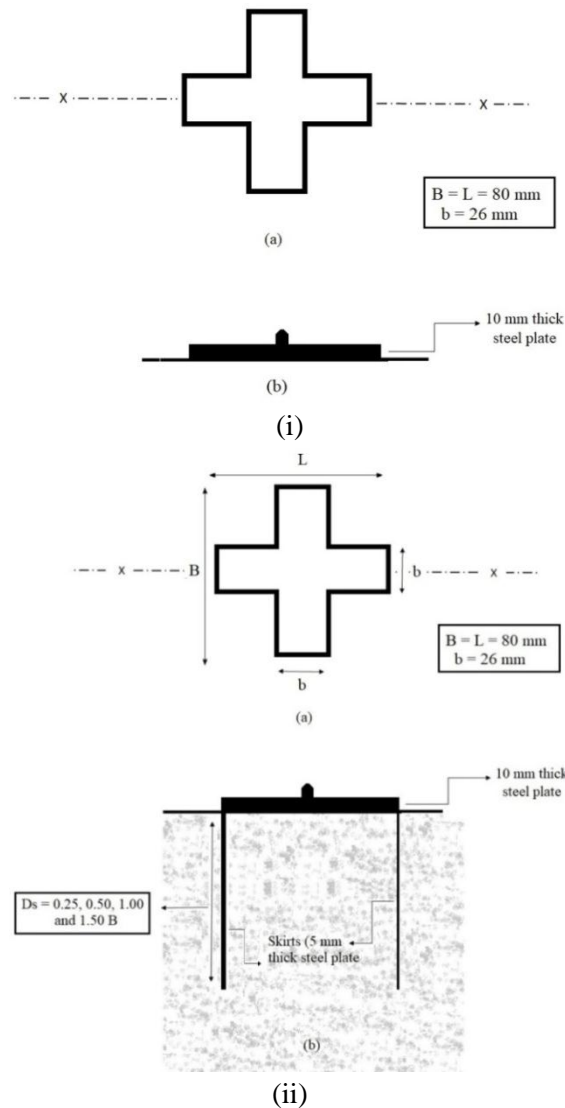 X
X
B = L = 80 mm
b = 26 mm
(a)
10 mm thick
steel plate
(b)
(i)
L
X
B
b
X
B = L = 80 mm
b = 26 mm
b
(a)
10 mm thick
steel plate
Ds = 0.25, 0.50, 1.00
and 1.50 B
Skirts (5 mm
thick steel plate
(b)
(ii)